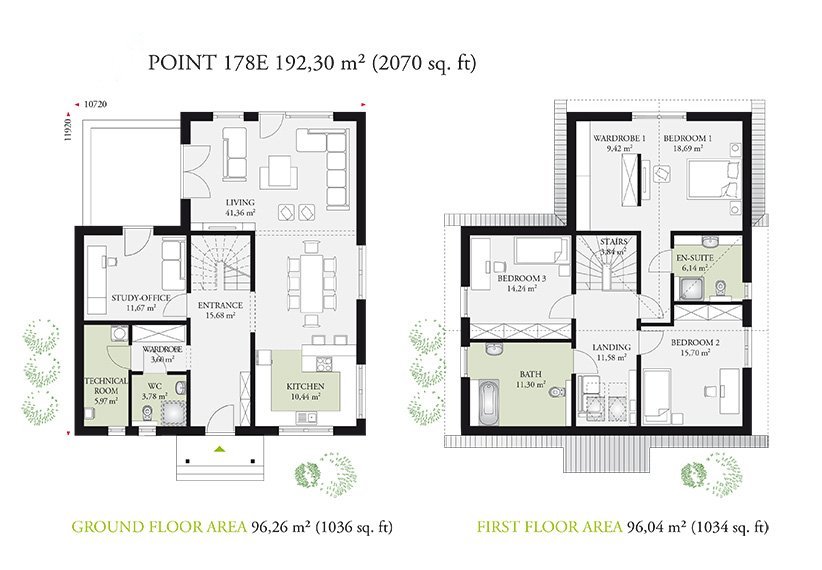 POINT 178E 192,30 m² (2070 sq. ft)
10720
11920
LIVING
41,36 m²
STUDY-OFFICE
11,67 m²
ENTRANCE
15,68 m²
WARDROBE
3,60 m²
TECHNICAL
ROOM
5,97 m²
WC
3,78 m²
KITCHEN
10,44 m²
WARDROBE 1
9,42 m²
BEDROOM 1
18,69 m²
STAIRS
3,84 m²
EN-SUITE
6,14 m²
BEDROOM 3
14,24 m²
LANDING
11,58 m²
BEDROOM 2
15,70 m²
BATH
11,30 m²
GROUND FLOOR AREA 96,26 m² (1036 sq. ft)
FIRST FLOOR AREA 96,04 m² (1034 sq. ft)